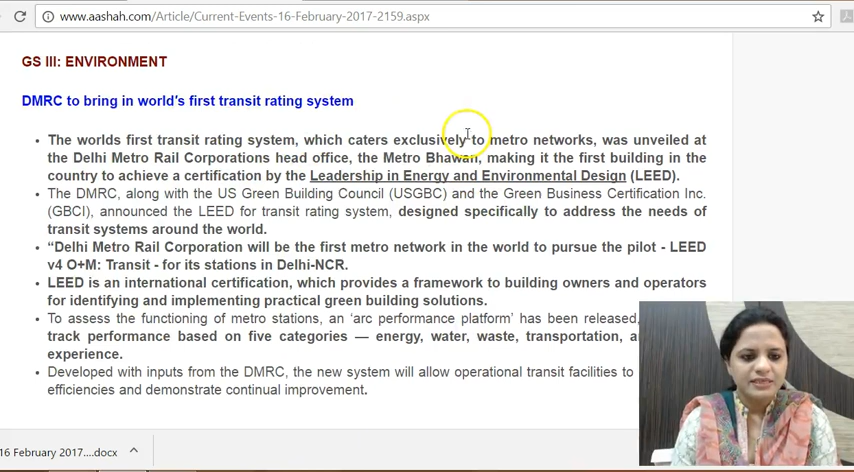 www.aashah.com/Article/Current-Events-16-February-2017-2159.aspx
GS III: ENVIRONMENT
DMRC to bring in world's first transit rating system
• The worlds first transit rating system, which caters exclusively to metro networks, was unveiled at
the Delhi Metro Rail Corporations head office, the Metro Bhawan, making it the first building in the
country to achieve a certification by the Leadership in Energy and Environmental Design (LEED).
• The DMRC, along with the US Green Building Council (USGBC) and the Green Business Certification Inc.
(GBCI), announced the LEED for transit rating system, designed specifically to address the needs of
transit systems around the world.
• “Delhi Metro Rail Corporation will be the first metro network in the world to pursue the pilot - LEED
v4 O+M: Transit - for its stations in Delhi-NCR.
• LEED is an international certification, which provides a framework to building owners and operators
for identifying and implementing practical green building solutions.
• To assess the functioning of metro stations, an ‘arc performance platform’ has been released,
track performance based on five categories — energy, water, waste, transportation,
experience.
• Developed with inputs from the DMRC, the new system will allow operational transit facilities to
efficiencies and demonstrate continual improvement.
16 February 2017....docx